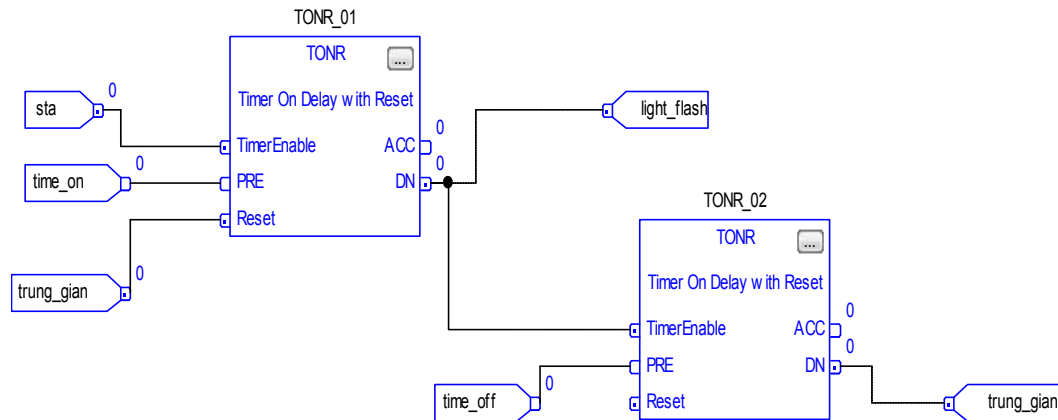 TONR_01
TONR
...
Timer On Delay with Reset
sta
0
TimerEnable
ACC
0
time_on
0
PRE
DN
0
Reset
trung_gian
0
light_flash
TONR_02
TONR
...
Timer On Delay with Reset
TimerEnable
ACC
0
time_off
0
PRE
DN
0
Reset
trung_gian